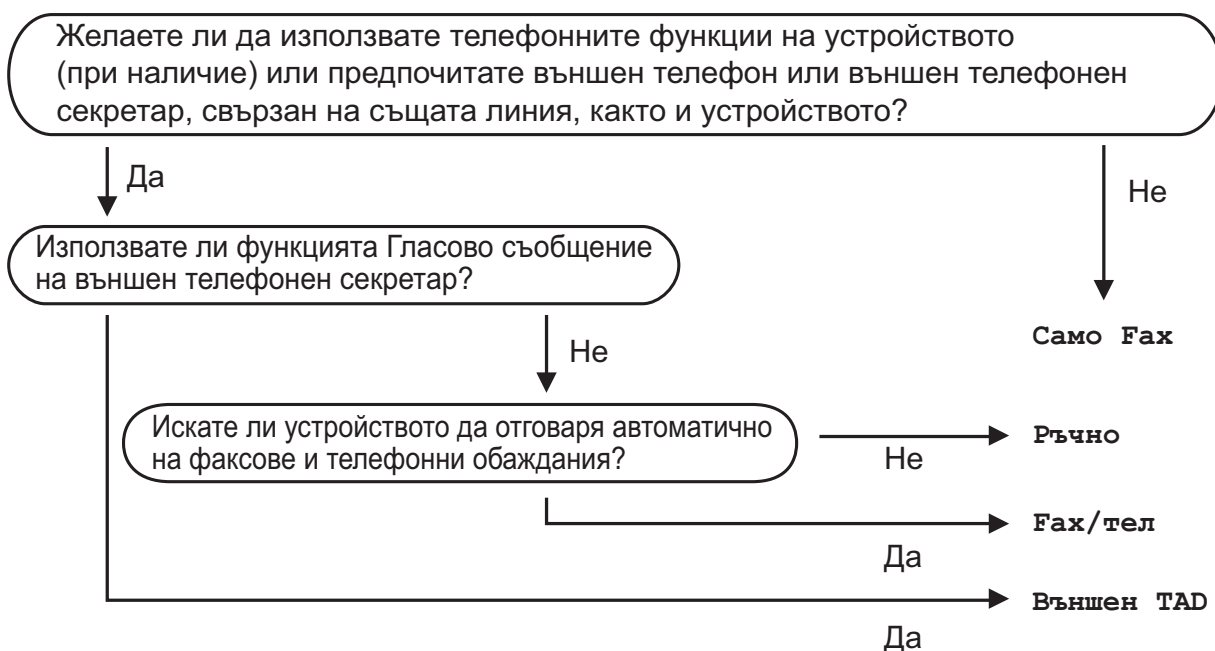 Желаете ли да използвате телефонните функции на устройството
(при наличие) или предпочитате външен телефон или външен телефонен
секретар, свързан на същата линия, както и устройството?
Да
Не
Използвате ли функцията Гласово съобщение
на външен телефонен секретар?
Само Fax
Не
Искате ли устройството да отговаря автоматично
на факсове и телефонни обаждания?
Не
Ръчно
Да
Fax/тел
Да
Външен TAD